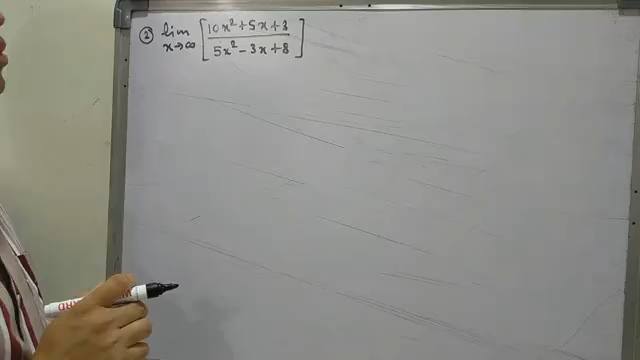 ② lim x→∞ [ (10x² + 5x + 3) / (5x² - 3x + 8) ]